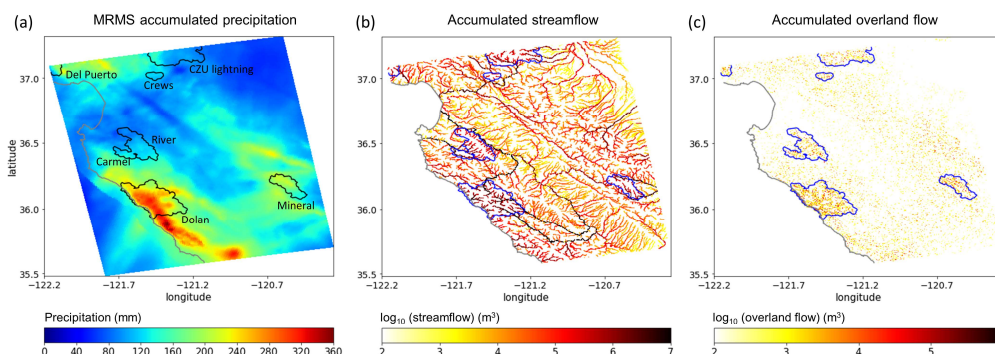 (a) MRMS accumulated precipitation
37.0
36.5
36.0
35.5
latitude
Del Puerto
CZU lightning
Crews
River
Carmel
Dolan
Mineral
−122.2 −121.7 −121.2 −120.7
longitude
Precipitation (mm)
0 40 80 120 160 200 240 280 320 360
(b) Accumulated streamflow
37.0
36.5
36.0
35.5
−122.2 −121.7 −121.2 −120.7
longitude
log10 (streamflow) (m³)
2 3 4 5 6 7
(c) Accumulated overland flow
37.0
36.5
36.0
35.5
−122.2 −121.7 −121.2 −120.7
longitude
log10 (overland flow) (m³)
2 3 4 5